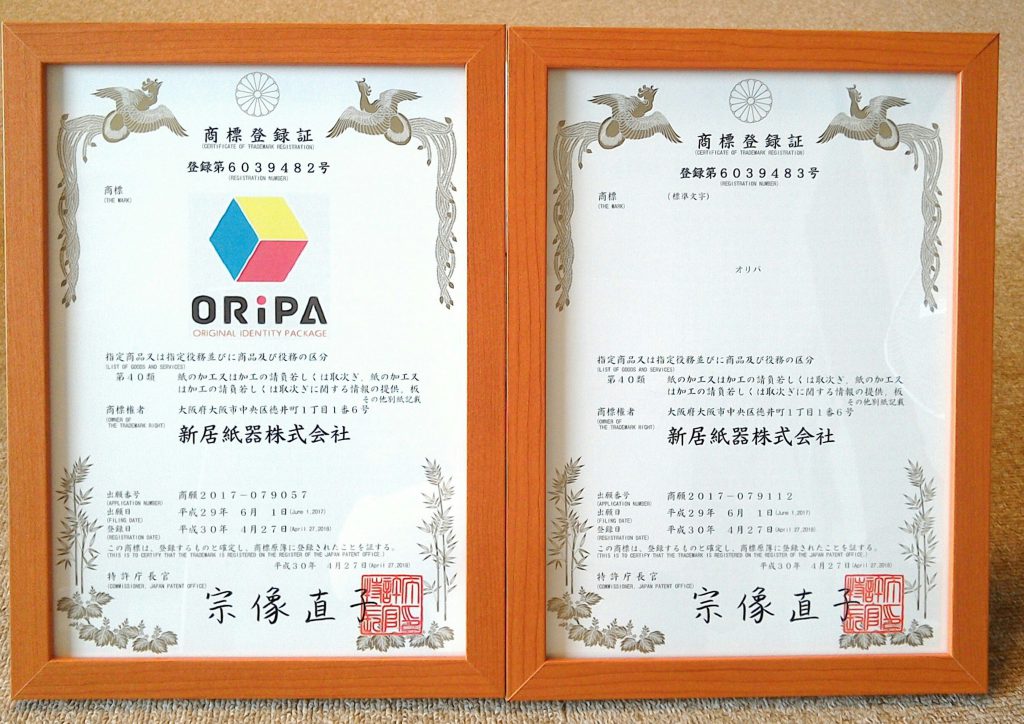 商標登録証
(CERTIFICATE OF TRADEMARK REGISTRATION)
登録第6039482号
(REGISTRATION NUMBER)
商標
(THE MARK)
ORiPA
ORIGINAL IDENTITY PACKAGE
指定商品又は指定役務並びに商品及び役務の区分
(LIST OF GOODS AND SERVICES)
第40類 紙の加工又は加工の請負若しくは取次ぎ，紙の加工又
は加工の請負若しくは取次ぎに関する情報の提供，板
その他別紙記載
商標権者 大阪府大阪市中央区徳井町1丁目1番6号
(OWNER OF
THE TRADEMARK RIGHT)
新居紙器株式会社
出願番号 商願2017-079057
(APPLICATION NUMBER)
出願日 平成29年 6月 1日(June 1,2017)
(FILING DATE)
登録日 平成30年 4月27日(April 27,2018)
(REGISTRATION DATE)
この商標は、登録するものと確定し、商標原簿に登録されたことを証する。
(THIS IS TO CERTIFY THAT THE TRADEMARK IS REGISTERED ON THE REGISTER OF THE JAPAN PATENT OFFICE.)
平成30年 4月27日(April 27,2018)
特許庁長官
(COMMISSIONER, JAPAN PATENT OFFICE)
宗像直子
商標登録証
(CERTIFICATE OF TRADEMARK REGISTRATION)
登録第6039483号
(REGISTRATION NUMBER)
商標 (標準文字)
(THE MARK)
オリパ
指定商品又は指定役務並びに商品及び役務の区分
(LIST OF GOODS AND SERVICES)
第40類 紙の加工又は加工の請負若しくは取次ぎ，紙の加工又
は加工の請負若しくは取次ぎに関する情報の提供，板
その他別紙記載
商標権者 大阪府大阪市中央区徳井町1丁目1番6号
(OWNER OF
THE TRADEMARK RIGHT)
新居紙器株式会社
出願番号 商願2017-079112
(APPLICATION NUMBER)
出願日 平成29年 6月 1日(June 1,2017)
(FILING DATE)
登録日 平成30年 4月27日(April 27,2018)
(REGISTRATION DATE)
この商標は、登録するものと確定し、商標原簿に登録されたことを証する。
(THIS IS TO CERTIFY THAT THE TRADEMARK IS REGISTERED ON THE REGISTER OF THE JAPAN PATENT OFFICE.)
平成30年 4月27日(April 27,2018)
特許庁長官
(COMMISSIONER, JAPAN PATENT OFFICE)
宗像直子